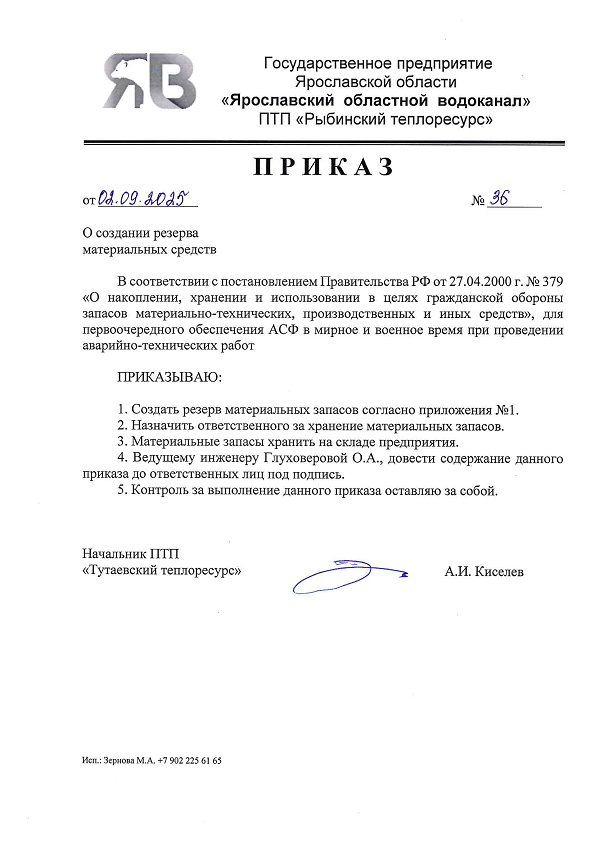 ЯВ
Государственное предприятие
Ярославской области
«Ярославский областной водоканал»
ПТП «Рыбинский теплоресурс»
ПРИКАЗ
от 02.09.2025
№ 36
О создании резерва
материальных средств
В соответствии с постановлением Правительства РФ от 27.04.2000 г. № 379
«О накоплении, хранении и использовании в целях гражданской обороны
запасов материально-технических, производственных и иных средств», для
первоочередного обеспечения АСФ в мирное и военное время при проведении
аварийно-технических работ
ПРИКАЗЫВАЮ:
1. Создать резерв материальных запасов согласно приложения №1.
2. Назначить ответственного за хранение материальных запасов.
3. Материальные запасы хранить на складе предприятия.
4. Ведущему инженеру Глуховеровой О.А., довести содержание данного
приказа до ответственных лиц под подпись.
5. Контроль за выполнение данного приказа оставляю за собой.
Начальник ПТП
«Тутаевский теплоресурс»
А.И. Киселев
Исп.: Зернова М.А. +7 902 225 61 65